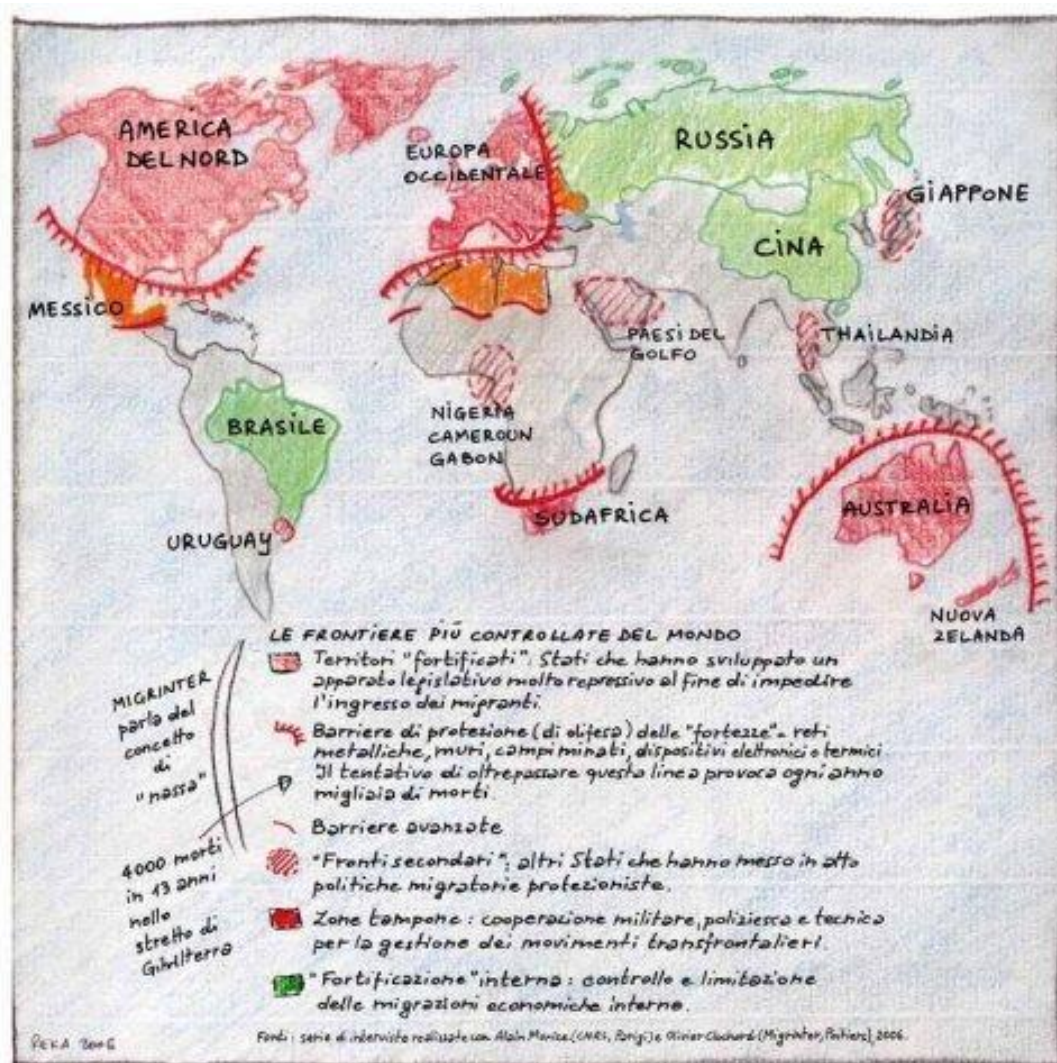 AMERICA
DEL NORD
EUROPA
OCCIDENTALE
RUSSIA
GIAPPONE
CINA
MESSICO
PAESI DEL
GOLFO
THAILANDIA
BRASILE
NIGERIA
CAMEROUN
GABON
SUDAFRICA
AUSTRALIA
URUGUAY
NUOVA
ZELANDA
LE FRONTIERE PIÙ CONTROLLATE DEL MONDO
Territori "fortificati": Stati che hanno sviluppato un
apparato legislativo molto repressivo al fine di impedire
l'ingresso dei migranti.
Barriere di protezione (di difesa) delle "fortezze" - reti
metalliche, muri, campi minati, dispositivi elettronici o termici.
Il tentativo di oltrepassare questa linea provoca ogni anno
migliaia di morti.
Barriere avanzate
"Fronti secondari": altri Stati che hanno messo in atto
politiche migratorie protezioniste.
Zone tampone: cooperazione militare, poliziesca e tecnica
per la gestione dei movimenti transfrontalieri.
"Fortificazione" interna: controllo e limitazione
delle migrazioni economiche interne.
MIGRINTER
parla del
concetto
di
"nassa"
4000 morti
in 13 anni
nello
stretto di
Gibilterra
Fonti: serie di interviste realizzate con Alain Morice (CNRS, Parigi) e Olivier Clochard (Migrinter, Poitiers), 2006.
REKA 2006